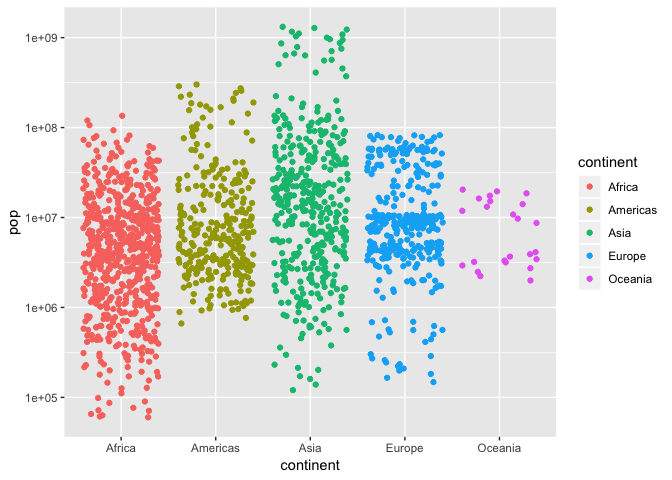 1e+09
1e+08
1e+07
1e+06
1e+05
pop
Africa Americas Asia Europe Oceania
continent
continent
Africa
Americas
Asia
Europe
Oceania